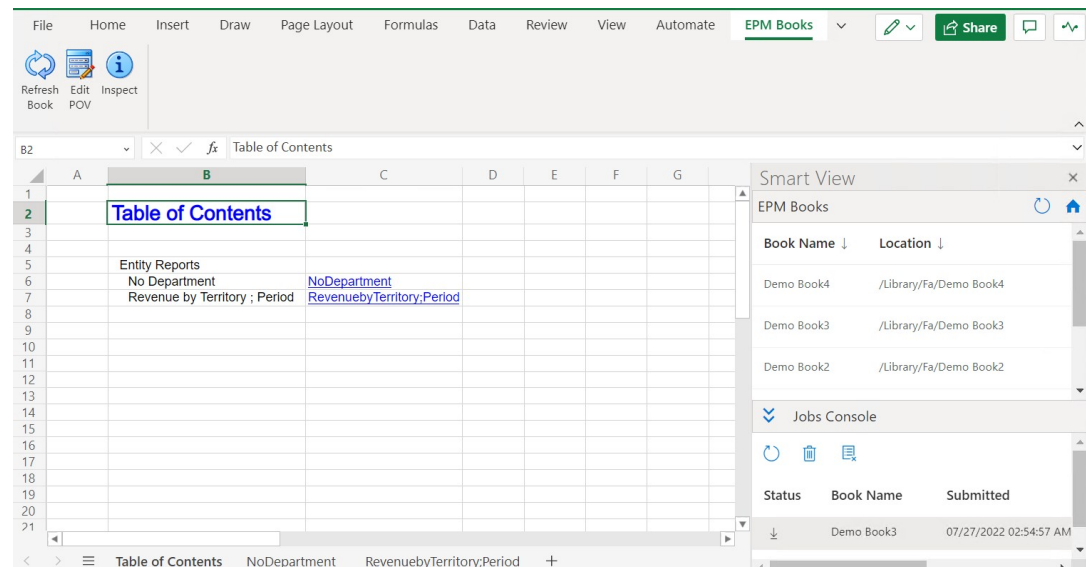 File Home Insert Draw Page Layout Formulas Data Review View Automate EPM Books Share
Refresh Book
Edit POV
Inspect
B2 fx Table of Contents
A B C D E F G
1
2 Table of Contents
3
4
5 Entity Reports
6 No Department NoDepartment
7 Revenue by Territory ; Period RevenuebyTerritory;Period
8
9
10
11
12
13
14
15
16
17
18
19
20
21
Table of Contents NoDepartment RevenuebyTerritory;Period
Smart View
EPM Books
Book Name ↓ Location ↓
Demo Book4 /Library/Fa/Demo Book4
Demo Book3 /Library/Fa/Demo Book3
Demo Book2 /Library/Fa/Demo Book2
Jobs Console
Status Book Name Submitted
Demo Book3 07/27/2022 02:54:57 AM